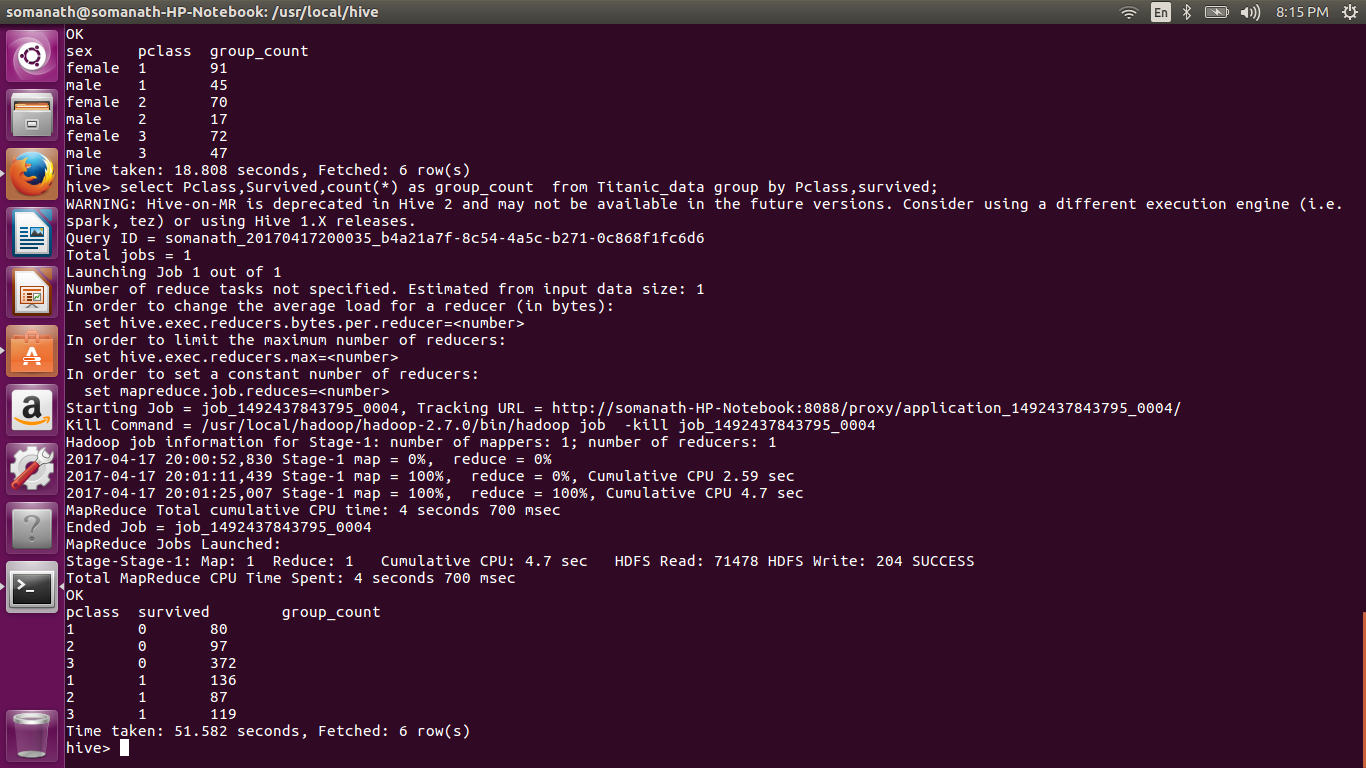 somanath@somanath-HP-Notebook: /usr/local/hive
En
8:15 PM
OK
sex     pclass  group_count
female  1       91
male    1       45
female  2       70
male    2       17
female  3       72
male    3       47
Time taken: 18.808 seconds, Fetched: 6 row(s)
hive> select Pclass,Survived,count(*) as group_count  from Titanic_data group by Pclass,survived;
WARNING: Hive-on-MR is deprecated in Hive 2 and may not be available in the future versions. Consider using a different execution engine (i.e.
spark, tez) or using Hive 1.X releases.
Query ID = somanath_20170417200035_b4a21a7f-8c54-4a5c-b271-0c868f1fc6d6
Total jobs = 1
Launching Job 1 out of 1
Number of reduce tasks not specified. Estimated from input data size: 1
In order to change the average load for a reducer (in bytes):
  set hive.exec.reducers.bytes.per.reducer=<number>
In order to limit the maximum number of reducers:
  set hive.exec.reducers.max=<number>
In order to set a constant number of reducers:
  set mapreduce.job.reduces=<number>
Starting Job = job_1492437843795_0004, Tracking URL = http://somanath-HP-Notebook:8088/proxy/application_1492437843795_0004/
Kill Command = /usr/local/hadoop/hadoop-2.7.0/bin/hadoop job  -kill job_1492437843795_0004
Hadoop job information for Stage-1: number of mappers: 1; number of reducers: 1
2017-04-17 20:00:52,830 Stage-1 map = 0%,  reduce = 0%
2017-04-17 20:01:11,439 Stage-1 map = 100%,  reduce = 0%, Cumulative CPU 2.59 sec
2017-04-17 20:01:25,007 Stage-1 map = 100%,  reduce = 100%, Cumulative CPU 4.7 sec
MapReduce Total cumulative CPU time: 4 seconds 700 msec
Ended Job = job_1492437843795_0004
MapReduce Jobs Launched:
Stage-Stage-1: Map: 1  Reduce: 1   Cumulative CPU: 4.7 sec   HDFS Read: 71478 HDFS Write: 204 SUCCESS
Total MapReduce CPU Time Spent: 4 seconds 700 msec
OK
pclass  survived        group_count
1       0       80
2       0       97
3       0       372
1       1       136
2       1       87
3       1       119
Time taken: 51.582 seconds, Fetched: 6 row(s)
hive>